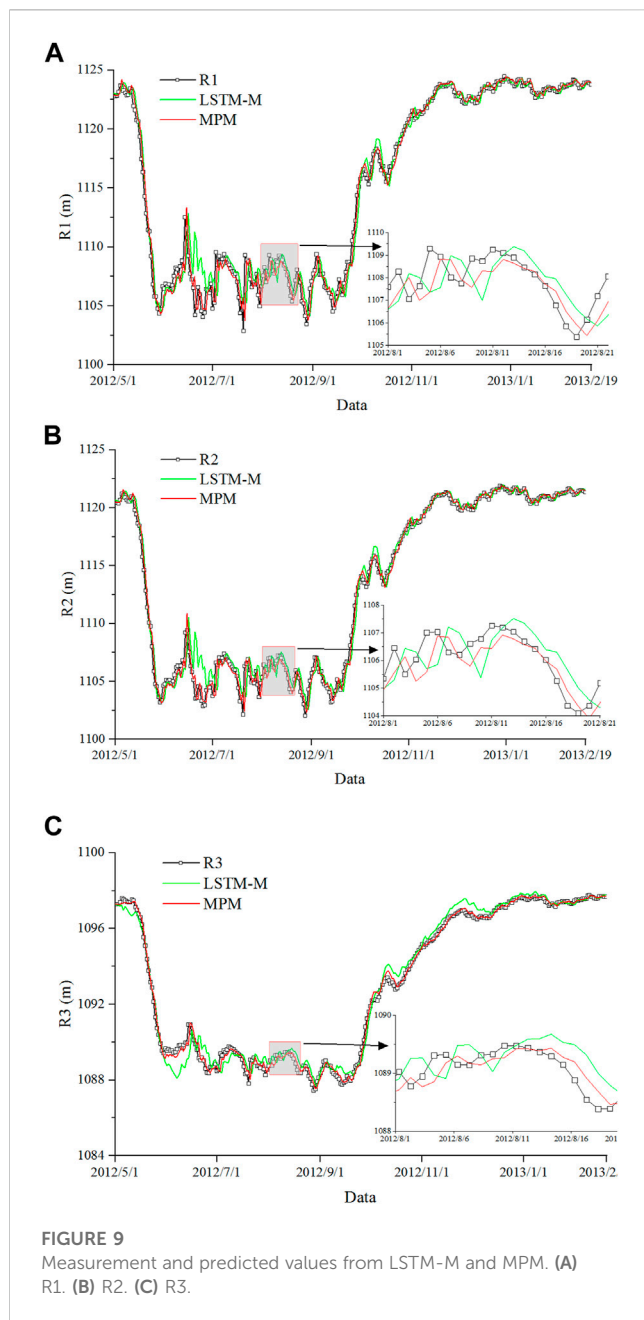 A
1125
1120
1115
1110
1105
1100
R1 (m)
R1
LSTM-M
MPM
1110
1109
1108
1107
1106
1105
2012/8/1 2012/8/6 2012/8/11 2012/8/16 2012/8/21
2012/5/1 2012/7/1 2012/9/1 2012/11/1 2013/1/1 2013/2/19
Data
B
1125
1120
1115
1110
1105
1100
R2 (m)
R2
LSTM-M
MPM
1108
1107
1106
1105
1104
2012/8/1 2012/8/6 2012/8/11 2012/8/16 2012/8/21
2012/5/1 2012/7/1 2012/9/1 2012/11/1 2013/1/1 2013/2/19
Data
C
1100
1096
1092
1088
1084
R3 (m)
R3
LSTM-M
MPM
1090
1089
1088
2012/8/1 2012/8/6 2012/8/11 2012/8/16 201
2012/5/1 2012/7/1 2012/9/1 2012/11/1 2013/1/1 2013/2
Data
FIGURE 9
Measurement and predicted values from LSTM-M and MPM. (A)
R1. (B) R2. (C) R3.